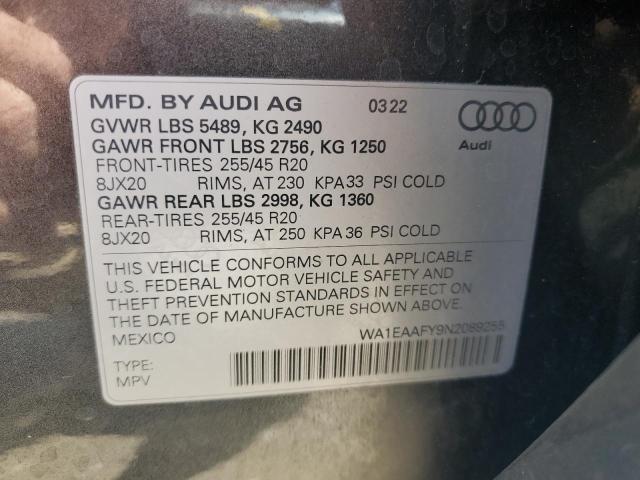 MFD. BY AUDI AG 03 22
GVWR LBS 5489, KG 2490
GAWR FRONT LBS 2756, KG 1250
FRONT-TIRES 255/45 R20
8JX20 RIMS, AT 230 KPA 33 PSI COLD
GAWR REAR LBS 2998, KG 1360
REAR-TIRES 255/45 R20
8JX20 RIMS, AT 250 KPA 36 PSI COLD
Audi
THIS VEHICLE CONFORMS TO ALL APPLICABLE
U.S. FEDERAL MOTOR VEHICLE SAFETY AND
THEFT PREVENTION STANDARDS IN EFFECT ON
THE DATE OF MANUFACTURE SHOWN ABOVE.
MEXICO WA1EAAFY9N2089255
TYPE:
MPV